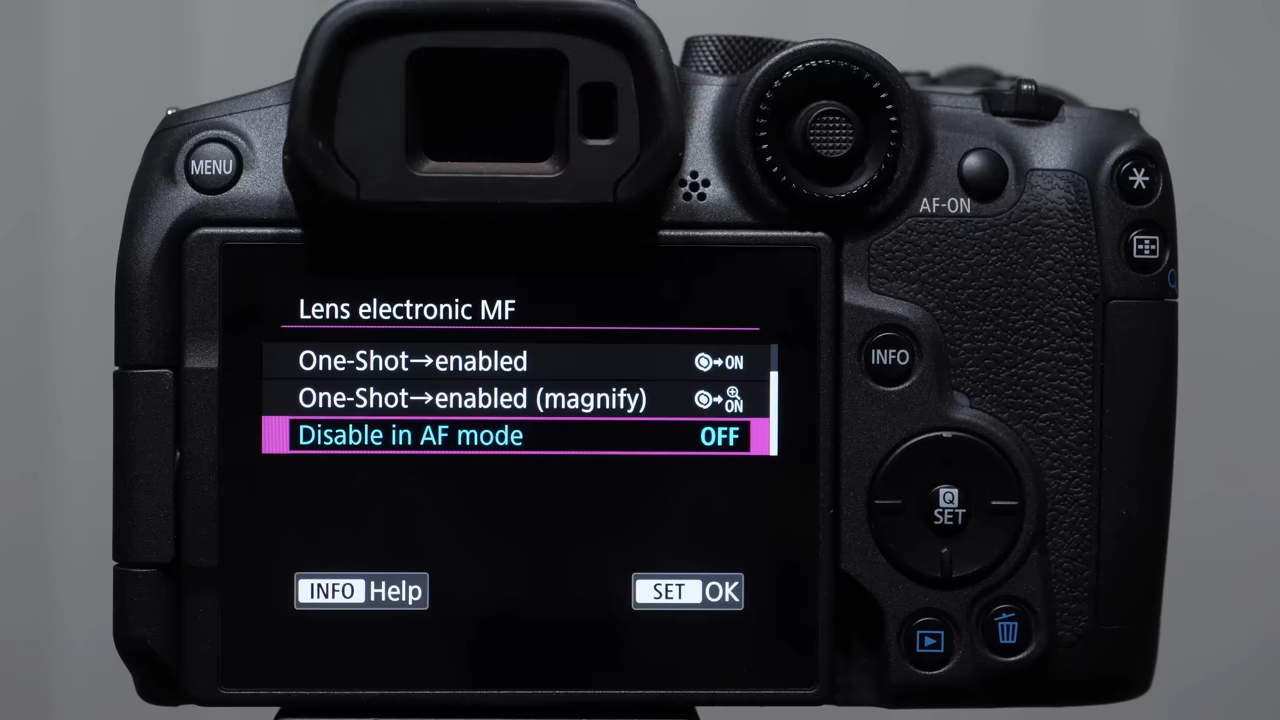 MENU
AF-ON
Lens electronic MF
One-Shot→enabled ON
One-Shot→enabled (magnify) ON
Disable in AF mode OFF
INFO
Q
SET
INFO Help SET OK
Q